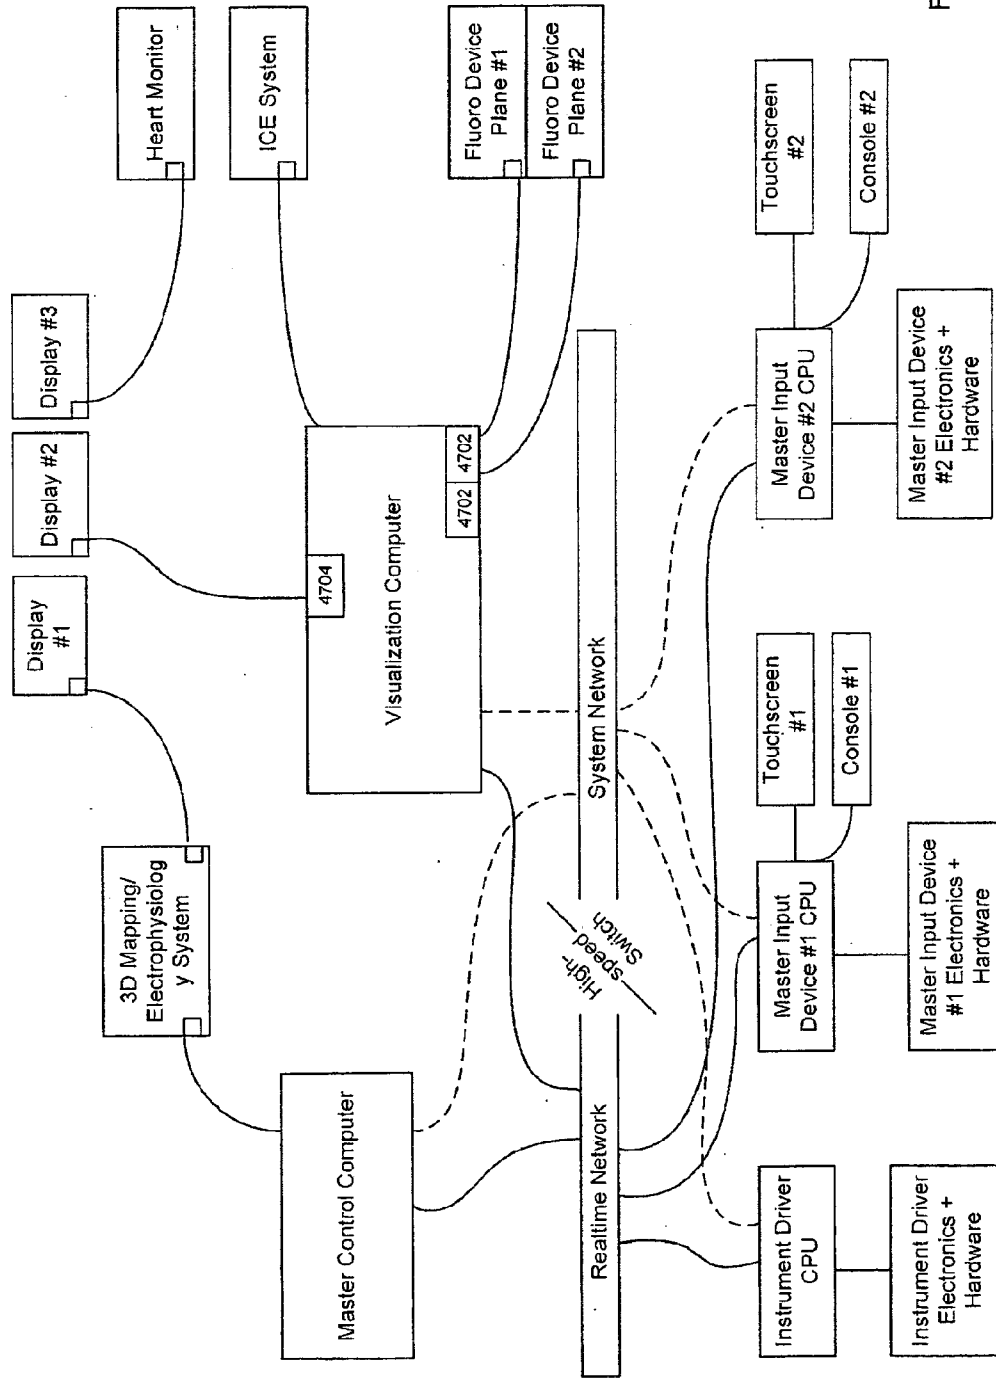 Display
#1
Display #2
Display #3
Heart Monitor
3D Mapping/
Electrophysiolog
y System
ICE System
Master Control Computer
4704
Visualization Computer
4702
4702
Fluoro Device
Plane #1
Fluoro Device
Plane #2
Realtime Network
High-
speed
Switch
System Network
Instrument Driver
CPU
Master Input
Device #1 CPU
Touchscreen
#1
Console #1
Master Input
Device #2 CPU
Touchscreen
#2
Console #2
Instrument Driver
Electronics +
Hardware
Master Input Device
#1 Electronics +
Hardware
Master Input Device
#2 Electronics +
Hardware